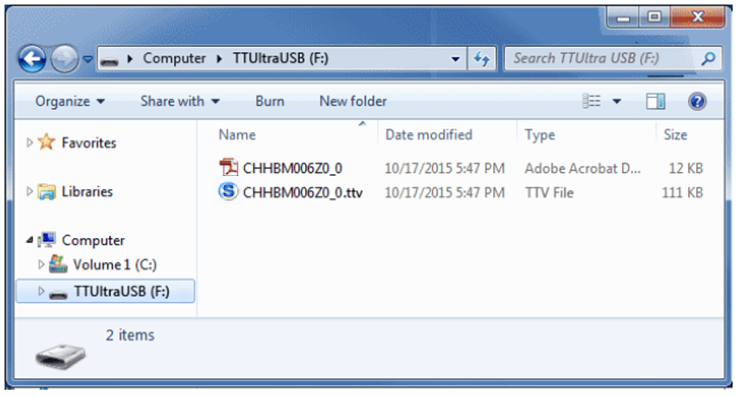 Computer TTUltraUSB (F:) Search TTUltra USB (F:)
Organize Share with Burn New folder
Favorites
Libraries
Computer
Volume 1 (C:)
TTUltraUSB (F:)
Name Date modified Type Size
CHHBM006Z0_0 10/17/2015 5:47 PM Adobe Acrobat D... 12 KB
CHHBM006Z0_0.ttv 10/17/2015 5:47 PM TTV File 111 KB
2 items